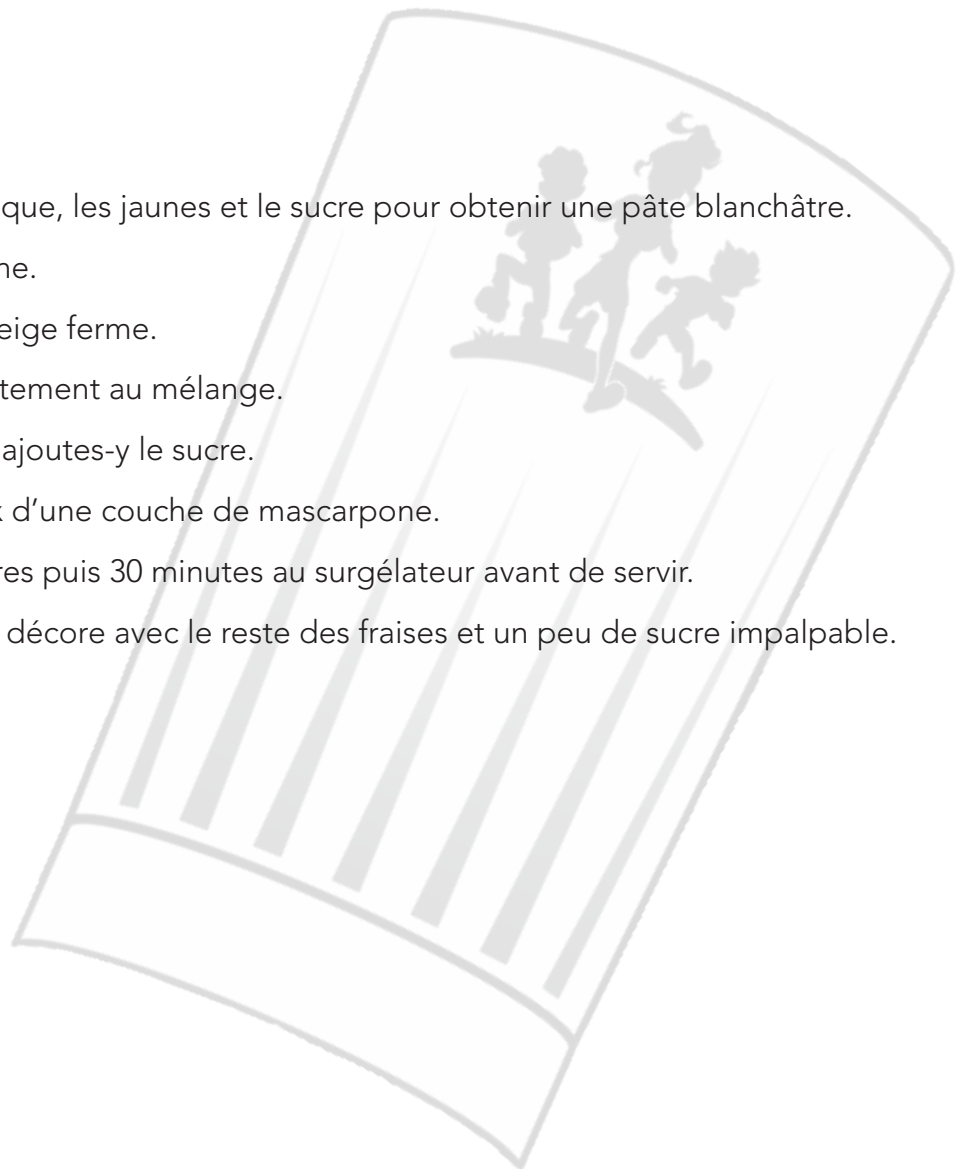 que, les jaunes et le sucre pour obtenir une pâte blanchâtre.
ne.
eige ferme.
tement au mélange.
ajoutes-y le sucre.
d'une couche de mascarpone.
res puis 30 minutes au surgélateur avant de servir.
décore avec le reste des fraises et un peu de sucre impalpable.